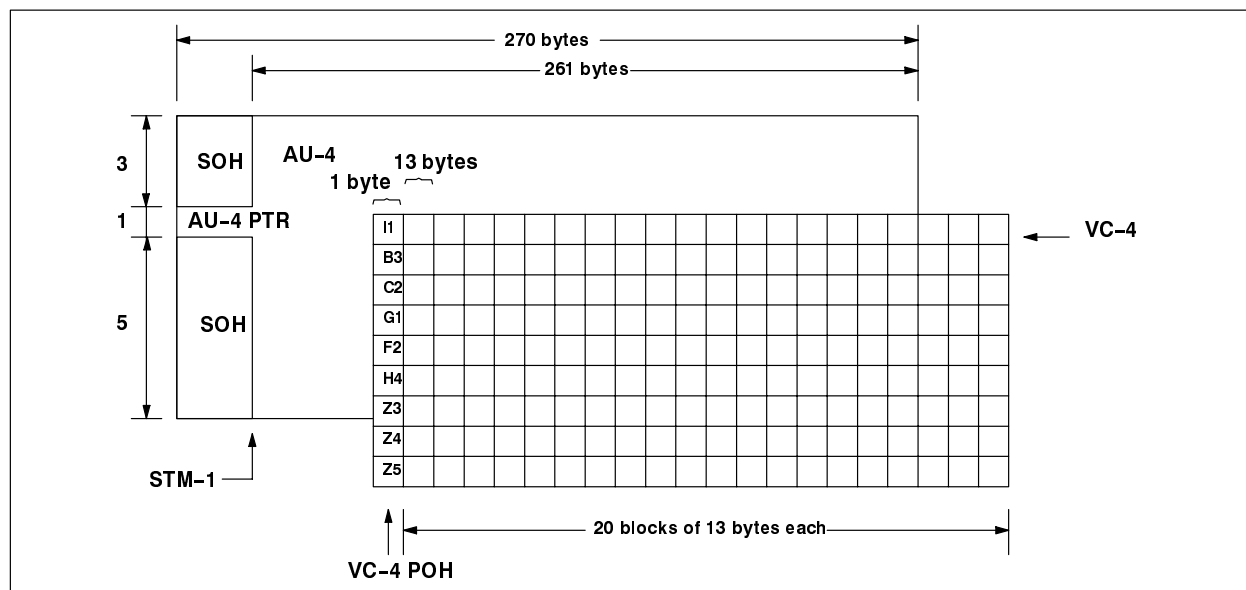 270 bytes
261 bytes
3
SOH
AU-4
13 bytes
1 byte
1
AU-4 PTR
I1
VC-4
B3
C2
5
SOH
G1
F2
H4
Z3
Z4
STM-1
Z5
20 blocks of 13 bytes each
VC-4 POH